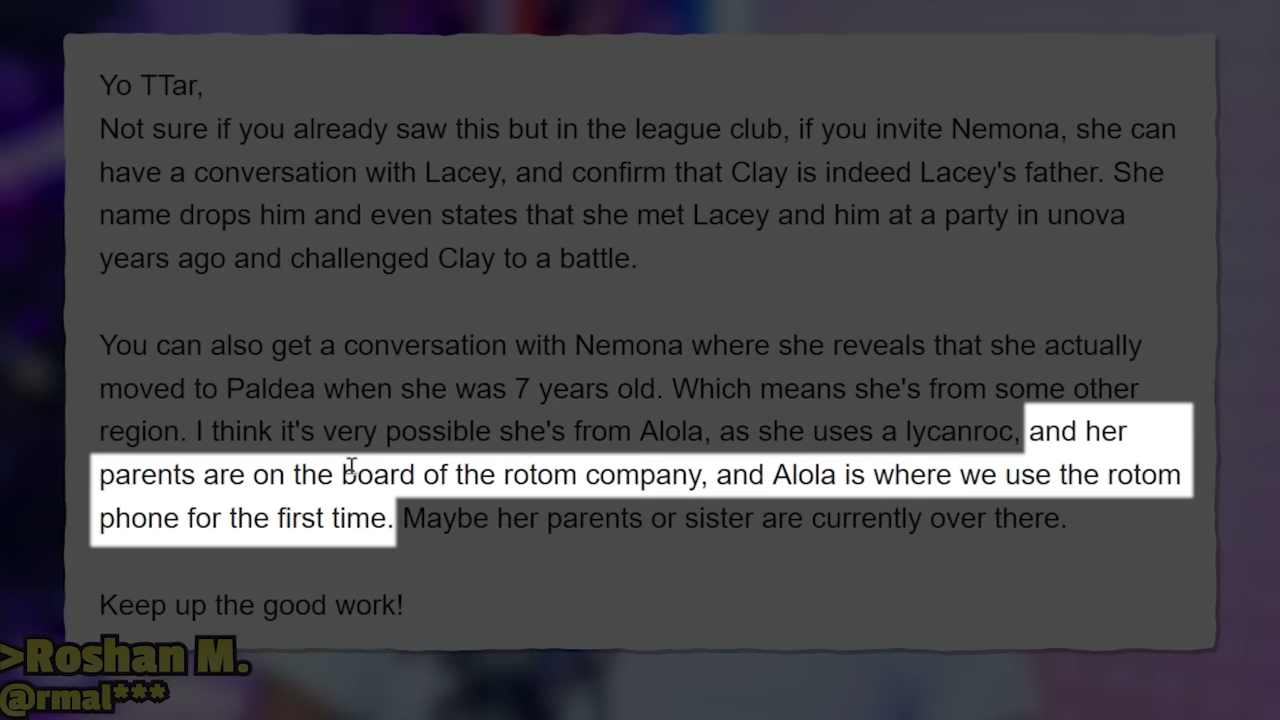 Yo TTar,
Not sure if you already saw this but in the league club, if you invite Nemona, she can
have a conversation with Lacey, and confirm that Clay is indeed Lacey's father. She
name drops him and even states that she met Lacey and him at a party in unova
years ago and challenged Clay to a battle.
You can also get a conversation with Nemona where she reveals that she actually
moved to Paldea when she was 7 years old. Which means she's from some other
region. I think it's very possible she's from Alola, as she uses a lycanroc, and her
parents are on the board of the rotom company, and Alola is where we use the rotom
phone for the first time. Maybe her parents or sister are currently over there.
Keep up the good work!
>Roshan M.
@rmal***